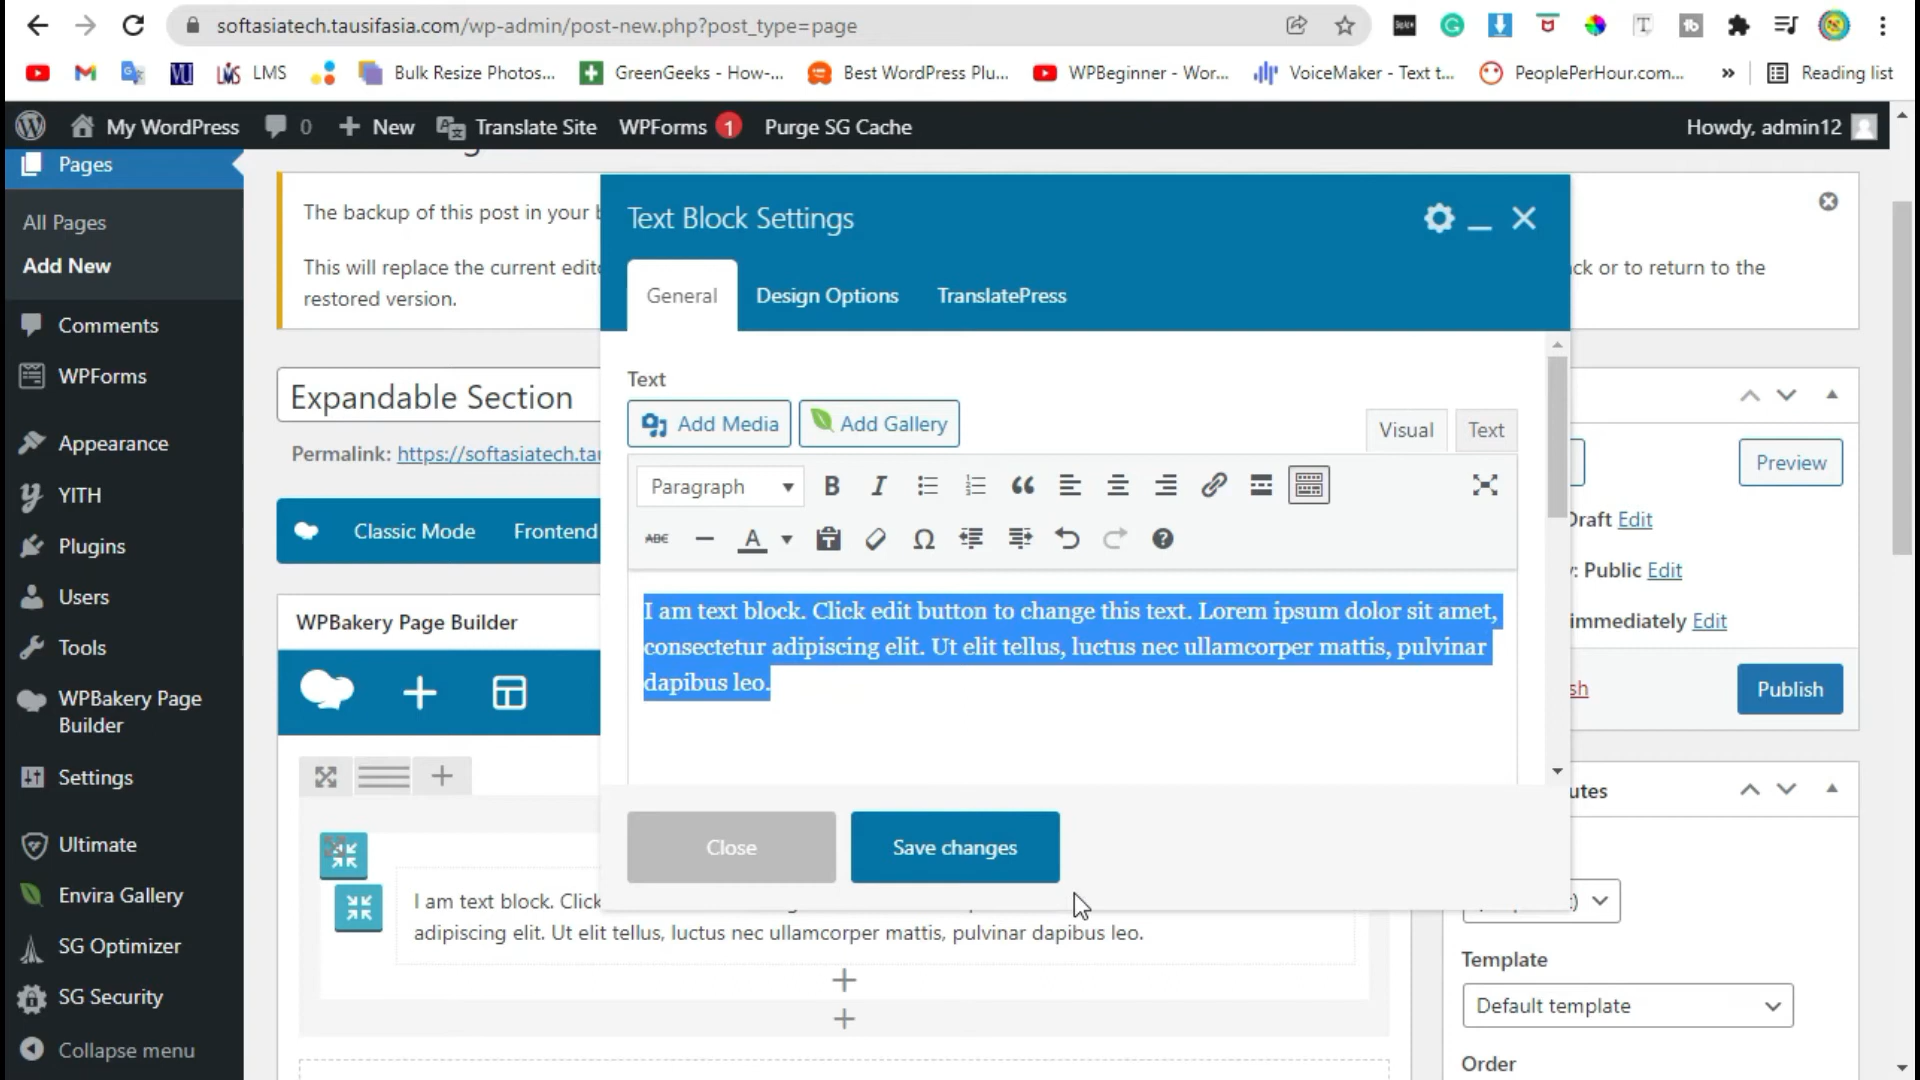 softasiatech.tausifasia.com/wp-admin/post-new.php?post_type=page
LMS
Bulk Resize Photos...
GreenGeeks - How-...
Best WordPress Plu...
WPBeginner - Wor...
VoiceMaker - Text t...
PeoplePerHour.com...
»
Reading list
My WordPress
0
New
Translate Site
WPForms 1
Purge SG Cache
Howdy, admin12
Pages
All Pages
Add New
Comments
WPForms
Appearance
YITH
Plugins
Users
Tools
WPBakery Page
Builder
Settings
Ultimate
Envira Gallery
SG Optimizer
SG Security
Collapse menu
The backup of this post in your
This will replace the current
restored version.
ck or to return to the
Expandable Section
Permalink: https://softasiatech.tau
Classic Mode
Frontend
WPBakery Page Builder
Text Block Settings
General
Design Options
TranslatePress
Text
Add Media
Add Gallery
Visual
Text
Paragraph
B
I
ABC
A
I am text block. Click edit button to change this text. Lorem ipsum dolor sit amet,
consectetur adipiscing elit. Ut elit tellus, luctus nec ullamcorper mattis, pulvinar
dapibus leo.
Close
Save changes
I am text block. Click
adipiscing elit. Ut elit tellus, luctus nec ullamcorper mattis, pulvinar dapibus leo.
Preview
Draft Edit
: Public Edit
immediately Edit
sh
Publish
utes
Template
Default template
Order